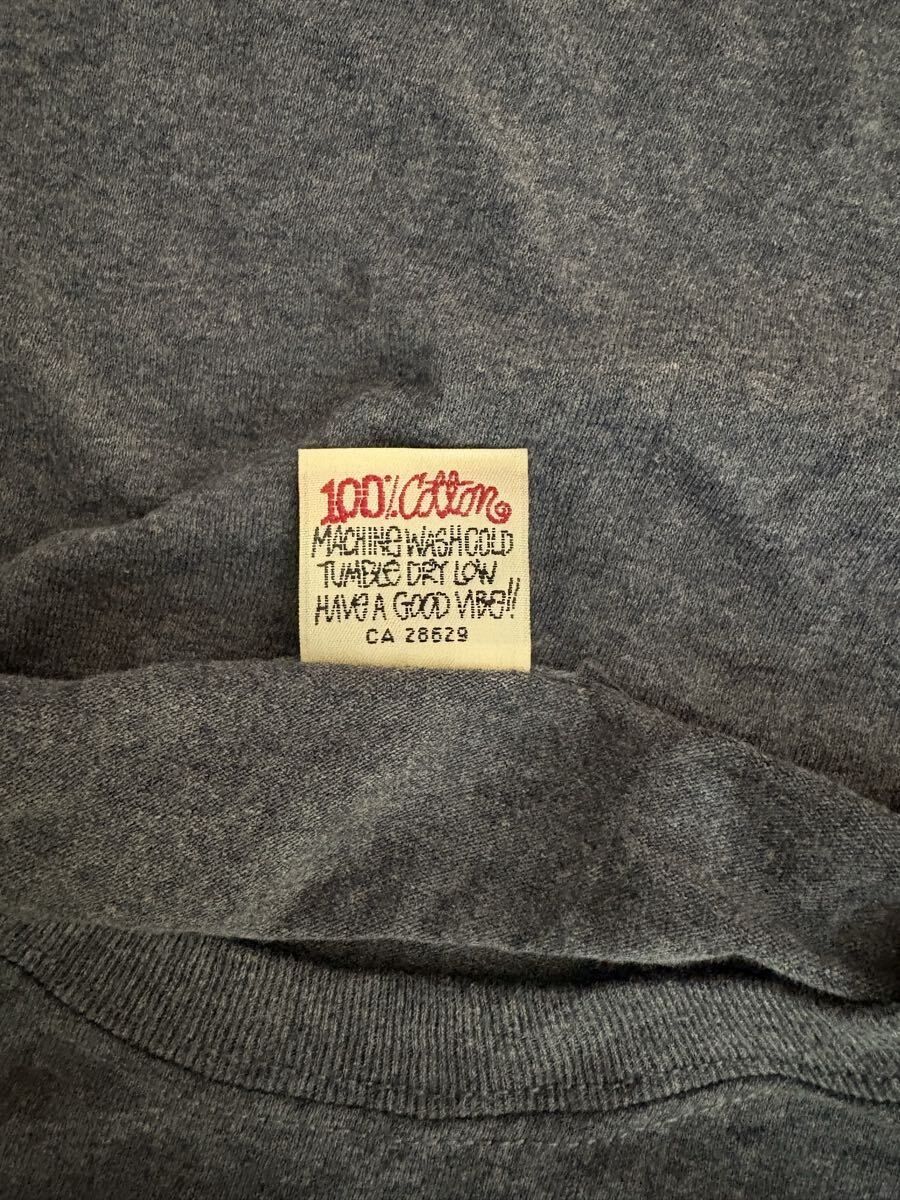 100% Cotton
MACHINE WASH COLD
TUMBLE DRY LOW
HAVE A GOOD VIBE!!
CA 28629